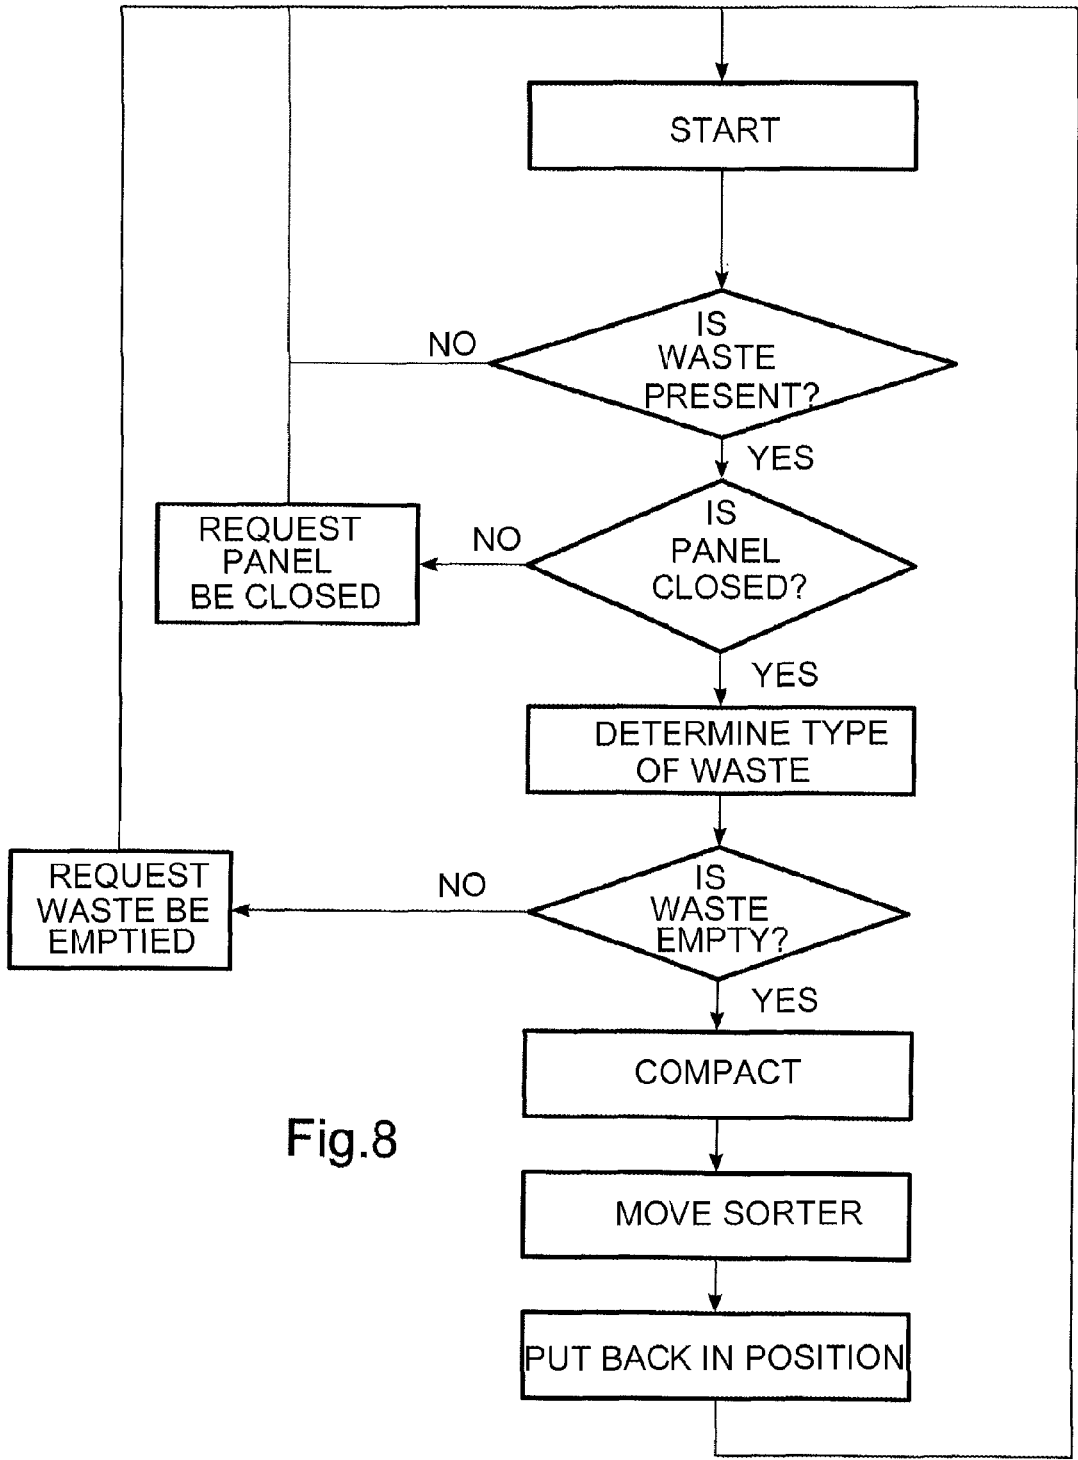 START
IS
WASTE
PRESENT?
NO
YES
IS
PANEL
CLOSED?
NO
REQUEST
PANEL
BE CLOSED
YES
DETERMINE TYPE
OF WASTE
IS
WASTE
EMPTY?
NO
REQUEST
WASTE BE
EMPTIED
YES
COMPACT
MOVE SORTER
PUT BACK IN POSITION
Fig.8